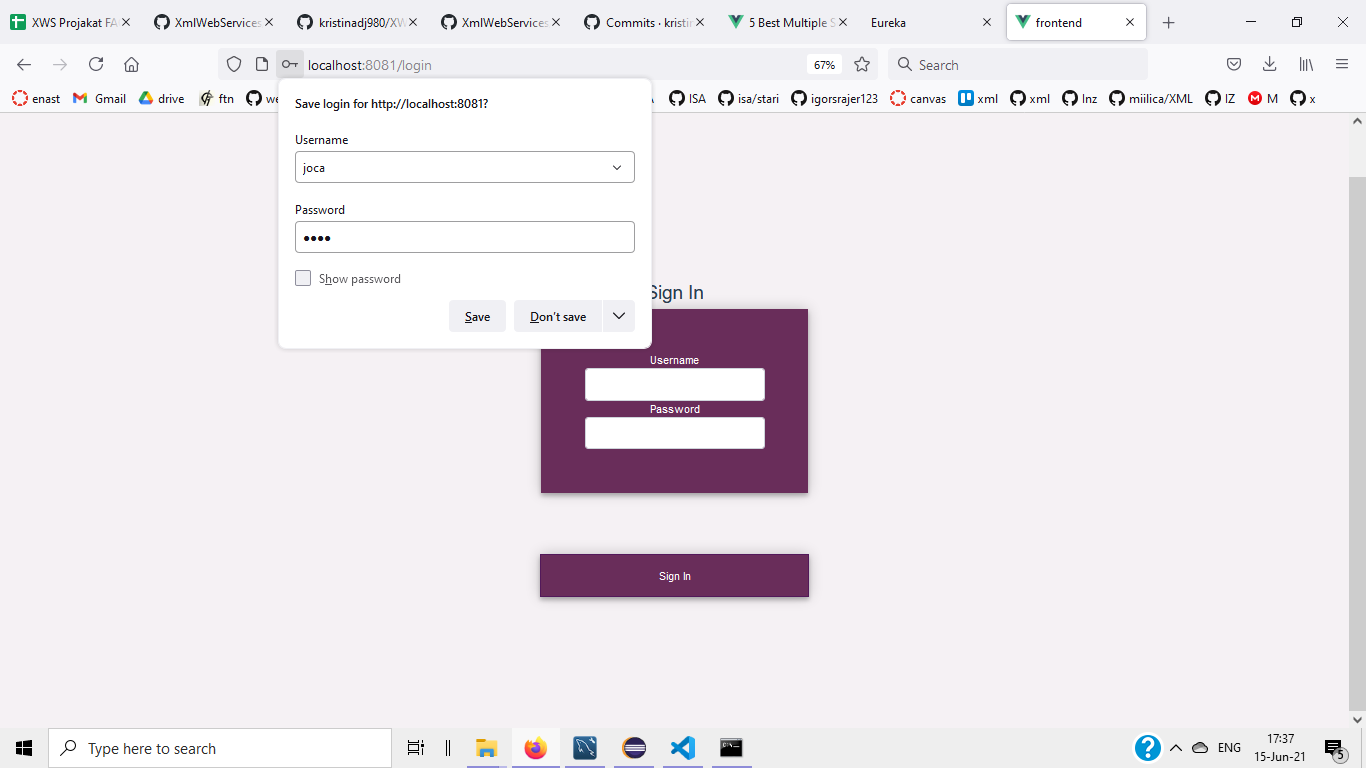 XWS Projakat FA
XmlWebServices
kristinadj980/XW
XmlWebServices
Commits · kristin
5 Best Multiple S
Eureka
frontend
localhost:8081/login
67%
Search
enast
Gmail
drive
ftn
we
ISA
isa/stari
igorsrajer123
canvas
xml
xml
Inz
miilica/XML
IZ
M
x
Save login for http://localhost:8081?
Username
joca
Password
••••
Show password
Save
Don't save
Sign In
Username
Password
Sign In
Type here to search
ENG
17:37
15-Jun-21
5